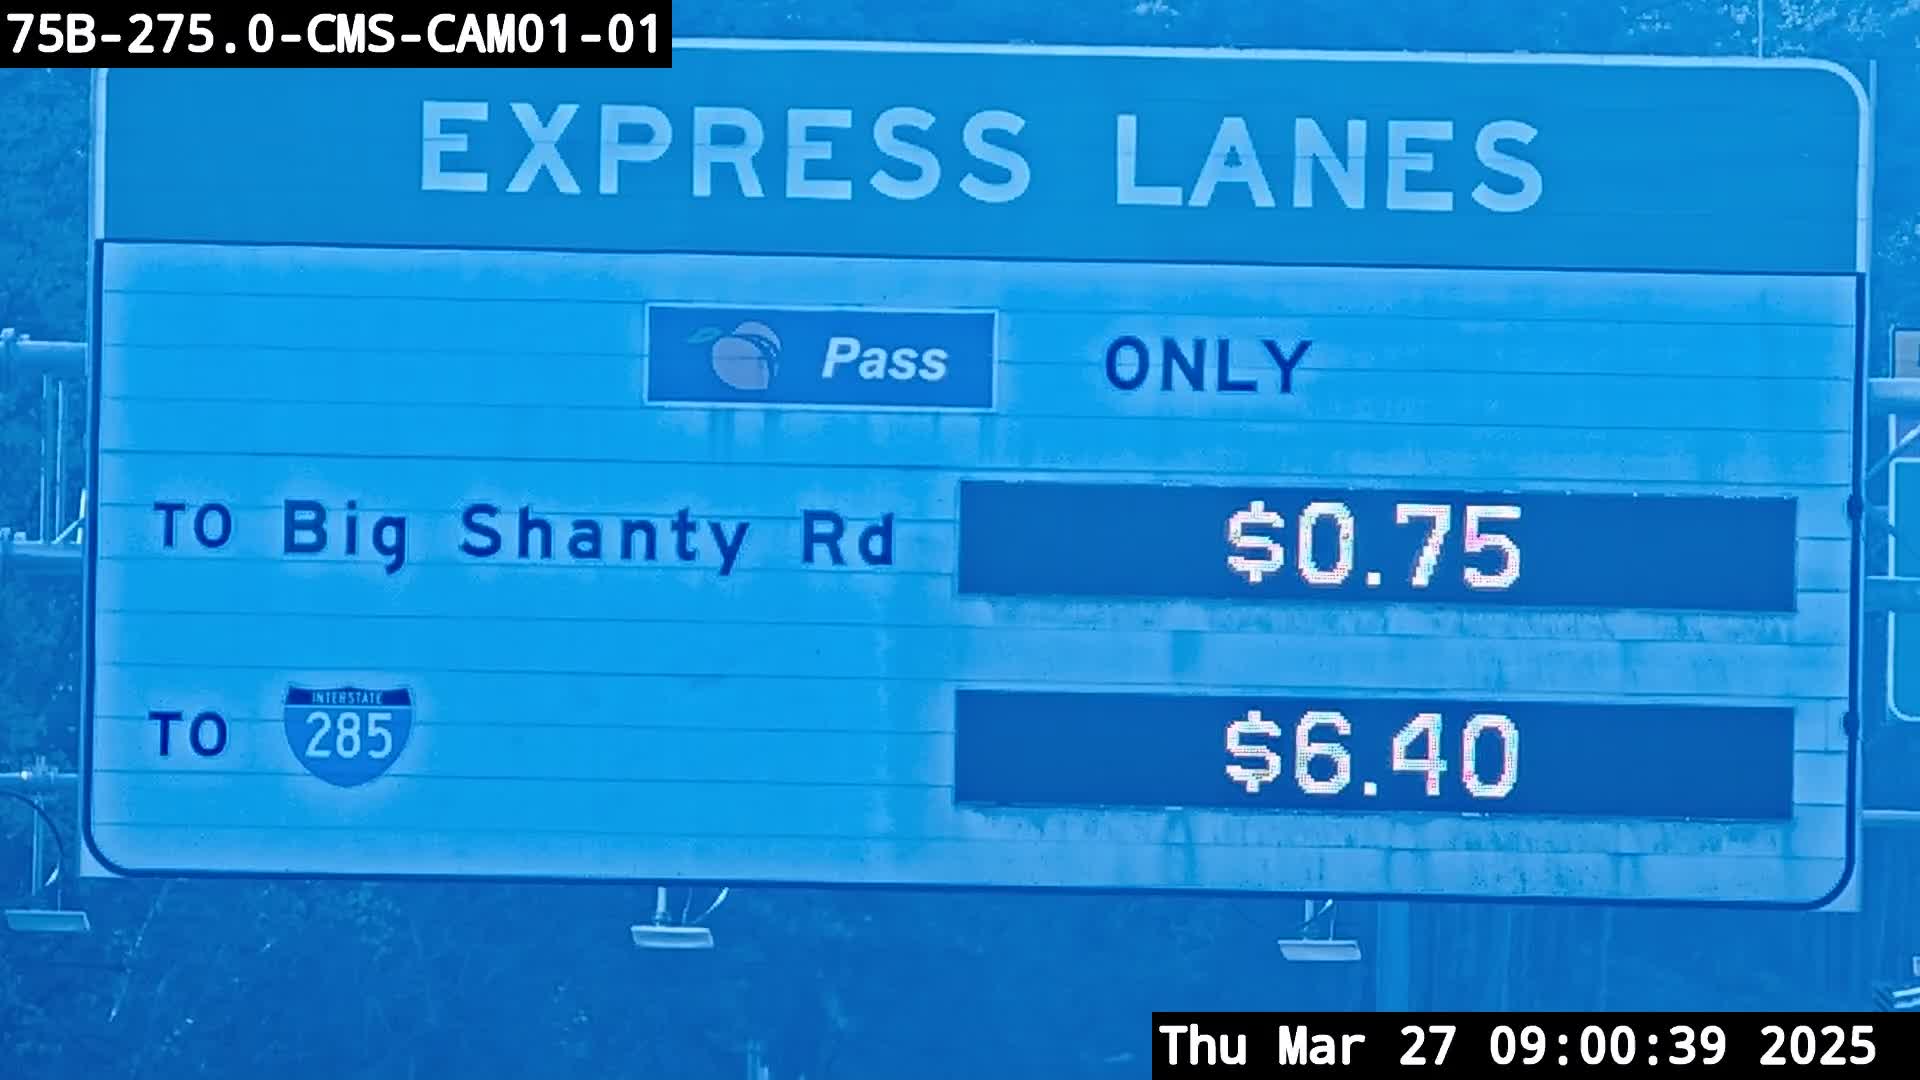 75B-275.0-CMS-CAM01-01
EXPRESS LANES
Pass ONLY
TO Big Shanty Rd $0.75
TO INTERSTATE 285 $6.40
Thu Mar 27 09:00:39 2025